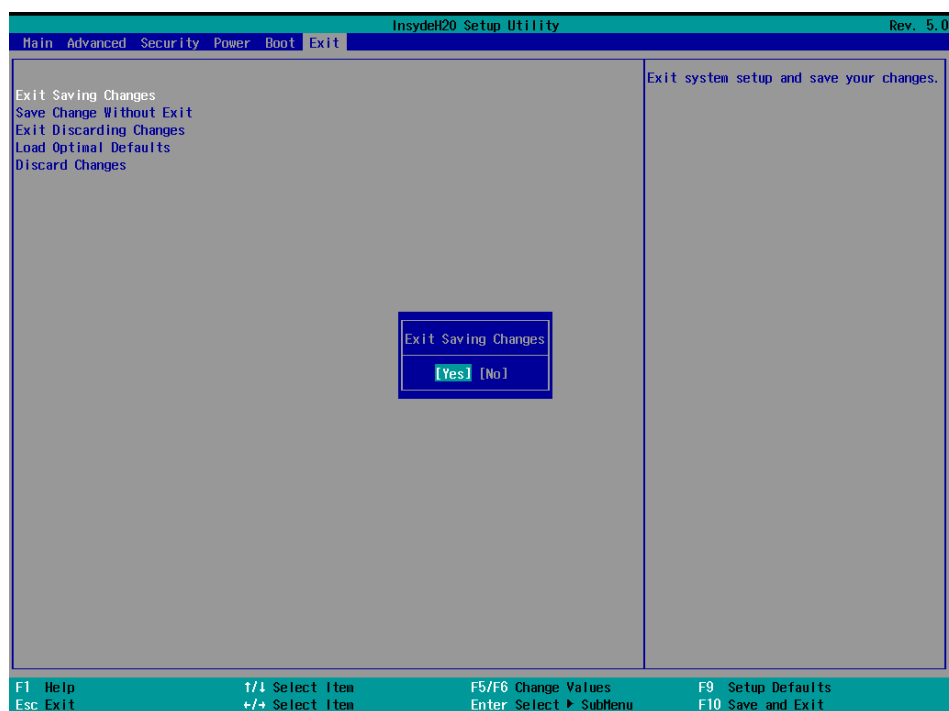 InsydeH20 Setup Utility Rev. 5.0
Main Advanced Security Power Boot Exit
Exit Saving Changes
Save Change Without Exit
Exit Discarding Changes
Load Optimal Defaults
Discard Changes
Exit system setup and save your changes.
Exit Saving Changes
[Yes] [No]
F1 Help ↑/↓ Select Item F5/F6 Change Values F9 Setup Defaults
Esc Exit ←/→ Select Item Enter Select ▶ SubMenu F10 Save and Exit